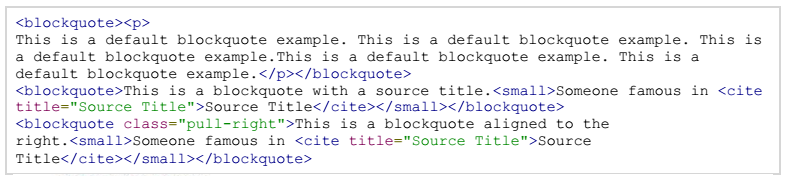 <blockquote><p>
This is a default blockquote example. This is a default blockquote example. This is
a default blockquote example.This is a default blockquote example. This is a
default blockquote example.</p></blockquote>
<blockquote>This is a blockquote with a source title.<small>Someone famous in <cite
title="Source Title">Source Title</cite></small></blockquote>
<blockquote class="pull-right">This is a blockquote aligned to the
right.<small>Someone famous in <cite title="Source Title">Source
Title</cite></small></blockquote>